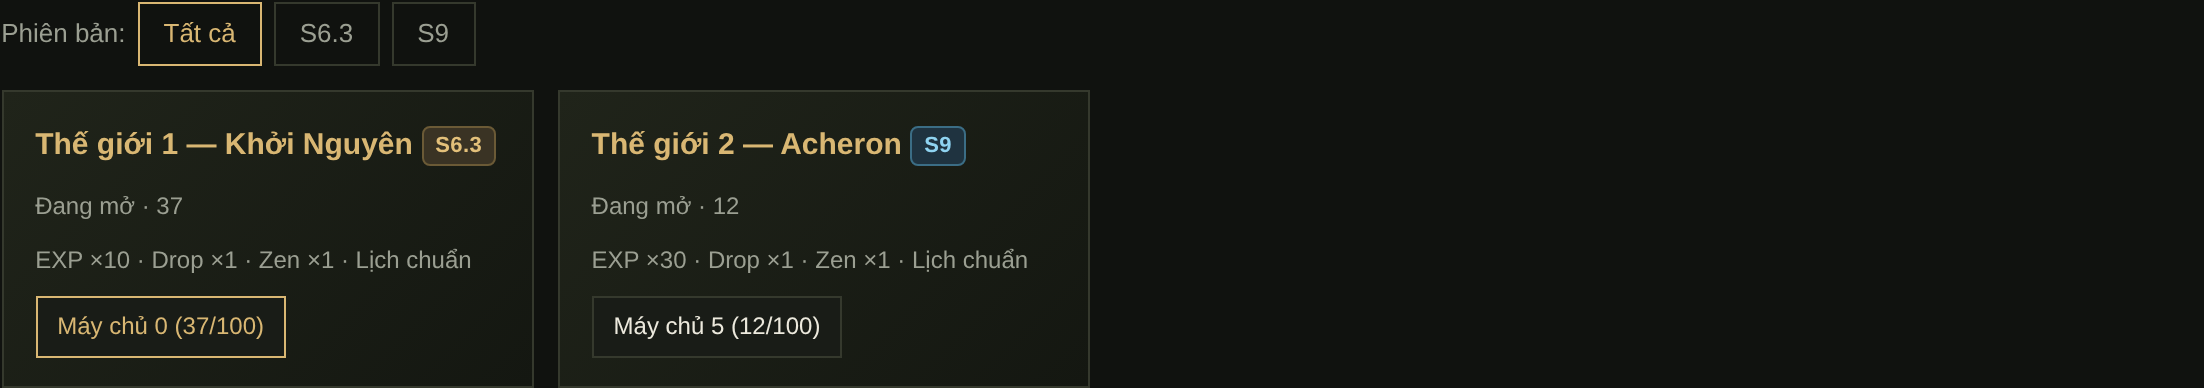 Phiên bản: Tất cả S6.3 S9
Thế giới 1 — Khởi Nguyên S6.3
Đang mở · 37
EXP ×10 · Drop ×1 · Zen ×1 · Lịch chuẩn
Máy chủ 0 (37/100)
Thế giới 2 — Acheron S9
Đang mở · 12
EXP ×30 · Drop ×1 · Zen ×1 · Lịch chuẩn
Máy chủ 5 (12/100)